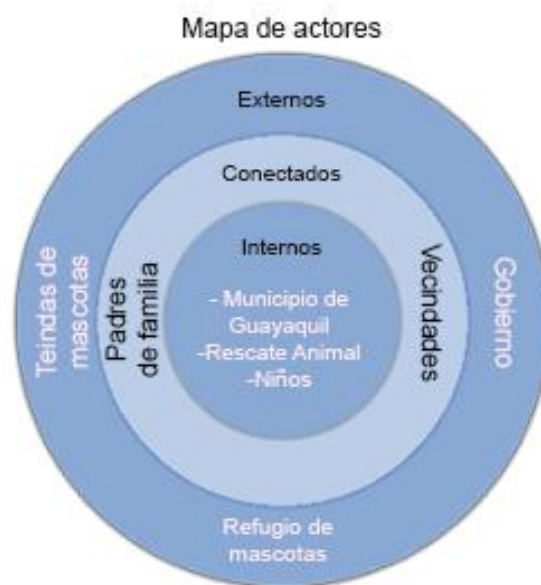 Mapa de actores
Externos
Conectados
Internos
- Municipio de
Guayaquil
-Rescate Animal
-Niños
Padres
de familia
Vecindades
Teindas de
mascotas
Gobierno
Refugio de
mascotas